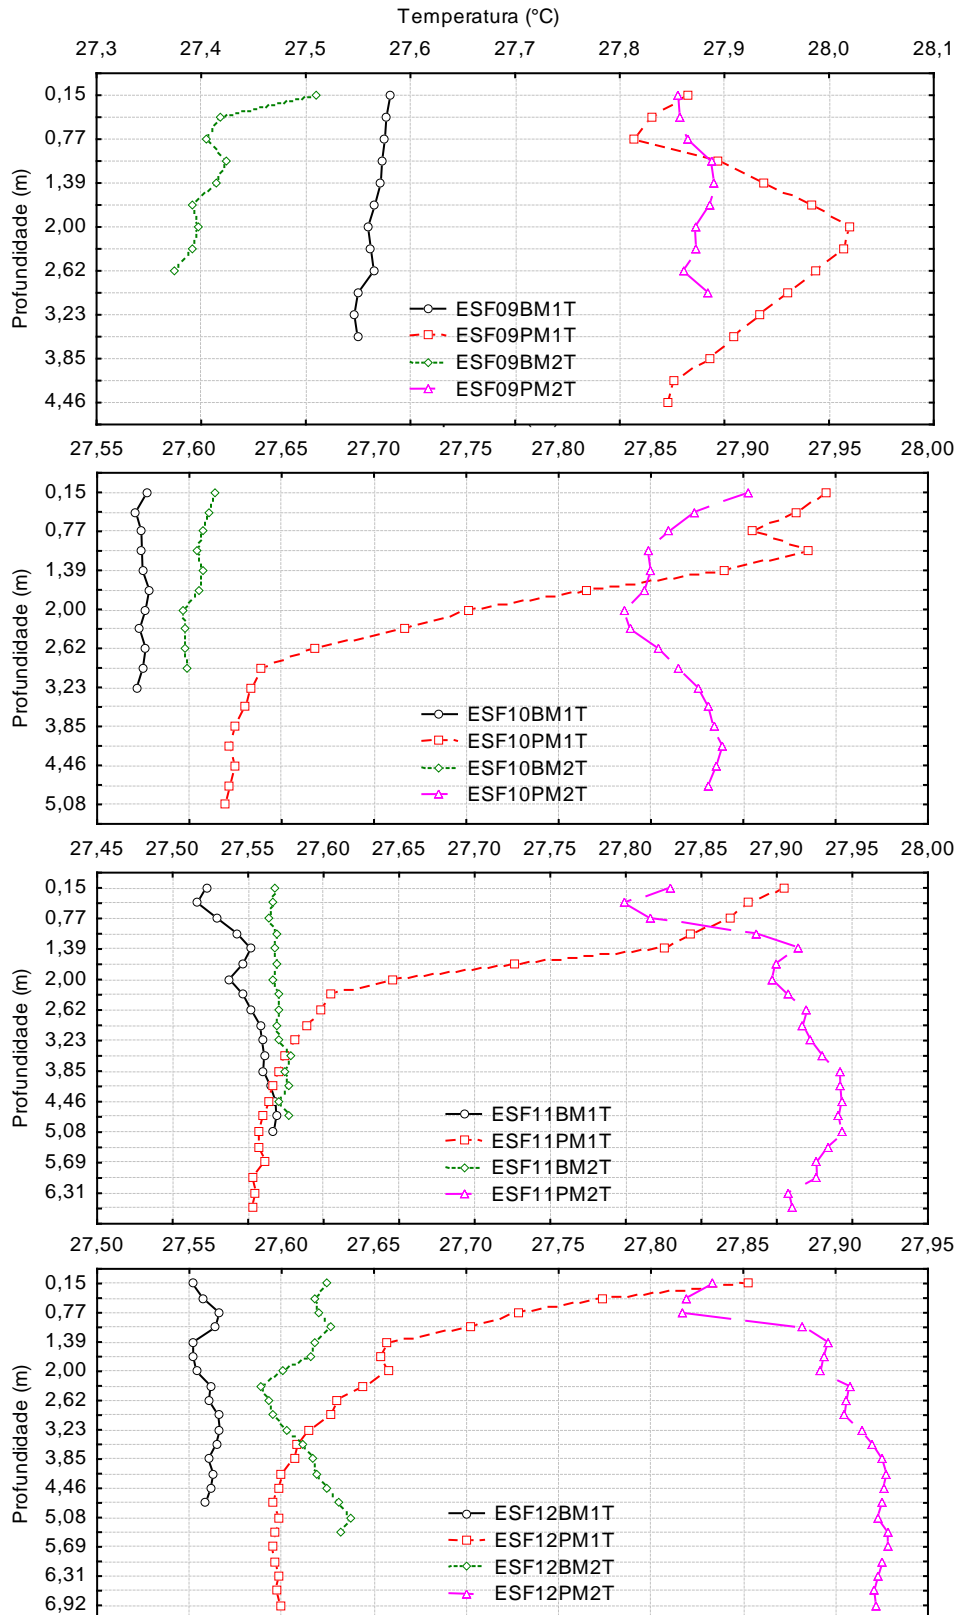 Temperatura (°C)
27,3 27,4 27,5 27,6 27,7 27,8 27,9 28,0 28,1
0,15
0,77
1,39
2,00
2,62
3,23
3,85
4,46
Profundidade (m)
ESF09BM1T
ESF09PM1T
ESF09BM2T
ESF09PM2T
27,55 27,60 27,65 27,70 27,75 27,80 27,85 27,90 27,95 28,00
0,15
0,77
1,39
2,00
2,62
3,23
3,85
4,46
5,08
Profundidade (m)
ESF10BM1T
ESF10PM1T
ESF10BM2T
ESF10PM2T
27,45 27,50 27,55 27,60 27,65 27,70 27,75 27,80 27,85 27,90 27,95 28,00
0,15
0,77
1,39
2,00
2,62
3,23
3,85
4,46
5,08
5,69
6,31
Profundidade (m)
ESF11BM1T
ESF11PM1T
ESF11BM2T
ESF11PM2T
27,50 27,55 27,60 27,65 27,70 27,75 27,80 27,85 27,90 27,95
0,15
0,77
1,39
2,00
2,62
3,23
3,85
4,46
5,08
5,69
6,31
6,92
Profundidade (m)
ESF12BM1T
ESF12PM1T
ESF12BM2T
ESF12PM2T